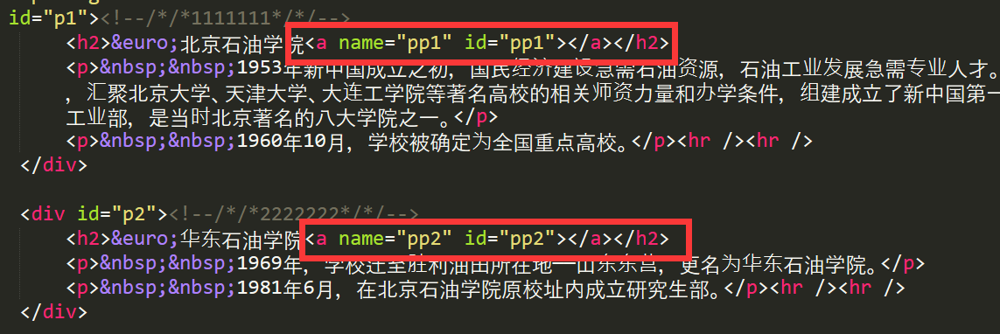 id="p1"><!--/*/*1111111*/*/-->
<h2>&euro;北京石油学院<a name="pp1" id="pp1"></a></h2>
<p>&nbsp;&nbsp;1953年新中国成立之初，国民经济建设急需石油资源，石油工业发展急需专业人才。
，汇聚北京大学、天津大学、大连工学院等著名高校的相关师资力量和办学条件，组建成立了新中国第一
工业部，是当时北京著名的八大学院之一。</p>
<p>&nbsp;&nbsp;1960年10月，学校被确定为全国重点高校。</p><hr /><hr />
</div>
<div id="p2"><!--/*/*2222222*/*/-->
<h2>&euro;华东石油学院<a name="pp2" id="pp2"></a></h2>
<p>&nbsp;&nbsp;1969年，学校迁至胜利油田所在地—山东东营，更名为华东石油学院。</p>
<p>&nbsp;&nbsp;1981年6月，在北京石油学院原校址内成立研究生部。</p><hr /><hr />
</div>